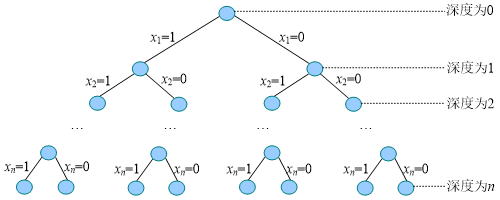 深度为0
x₁=1 x₁=0
深度为1
x₂=1 x₂=0 x₂=1 x₂=0
深度为2
… … … …
xₙ=1 xₙ=0 xₙ=1 xₙ=0 xₙ=1 xₙ=0 xₙ=1 xₙ=0
深度为n